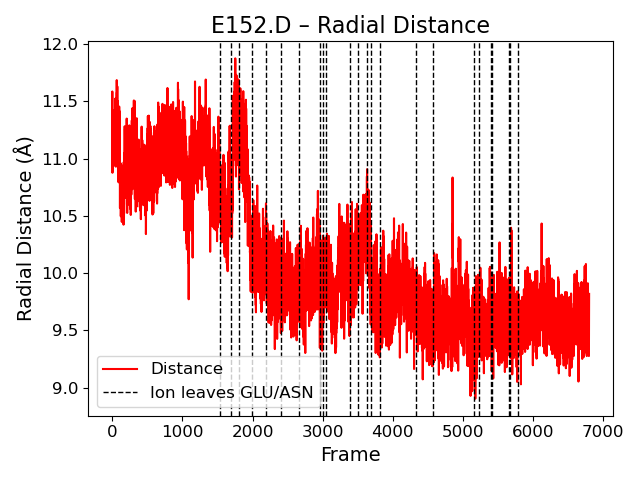 E152.D – Radial Distance
Radial Distance (Å)
12.0
11.5
11.0
10.5
10.0
9.5
9.0
Distance
Ion leaves GLU/ASN
0 1000 2000 3000 4000 5000 6000 7000
Frame